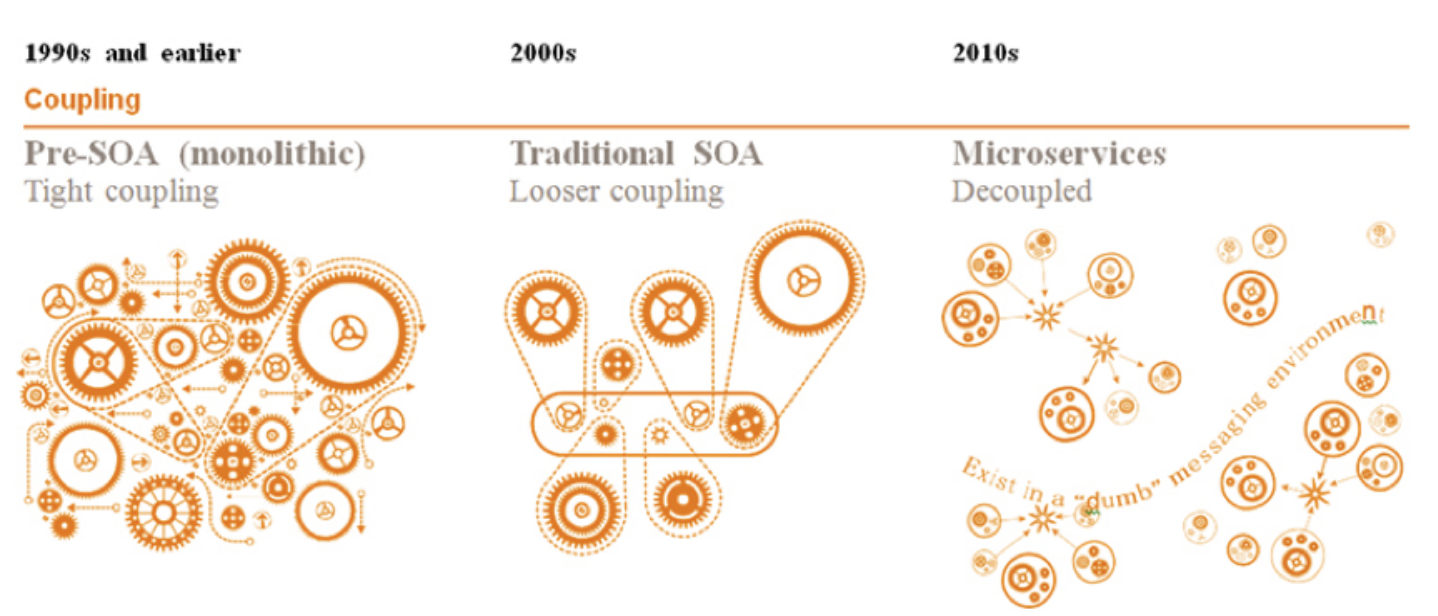 1990s and earlier
2000s
2010s
Coupling
Pre-SOA (monolithic)
Traditional SOA
Microservices
Tight coupling
Looser coupling
Decoupled
Exist in a “dumb” messaging environment